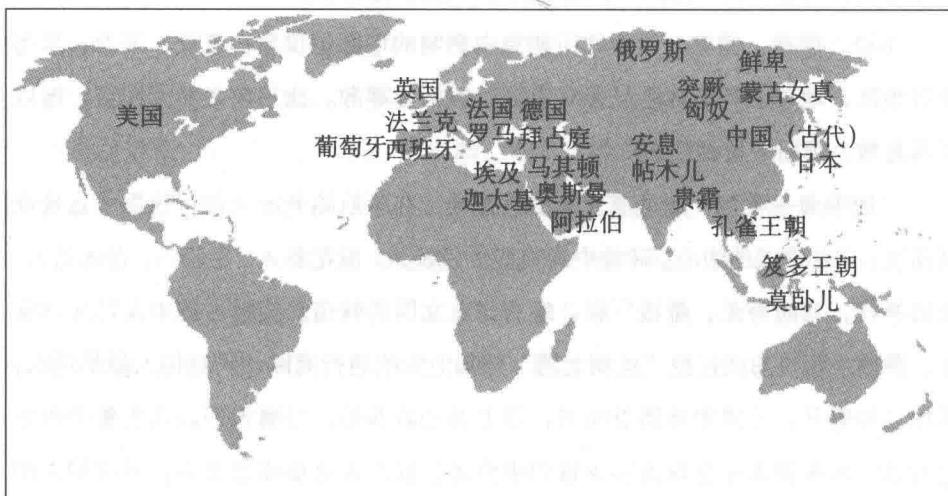 俄罗斯
鲜卑
英国
突厥
蒙古女真
美国
法国 德国
匈奴
法兰克
罗马 拜占庭
安息
中国（古代）
葡萄牙
西班牙
日本
埃及
马其顿
帖木儿
迦太基
奥斯曼
贵霜
阿拉伯
孔雀王朝
笈多王朝
莫卧儿